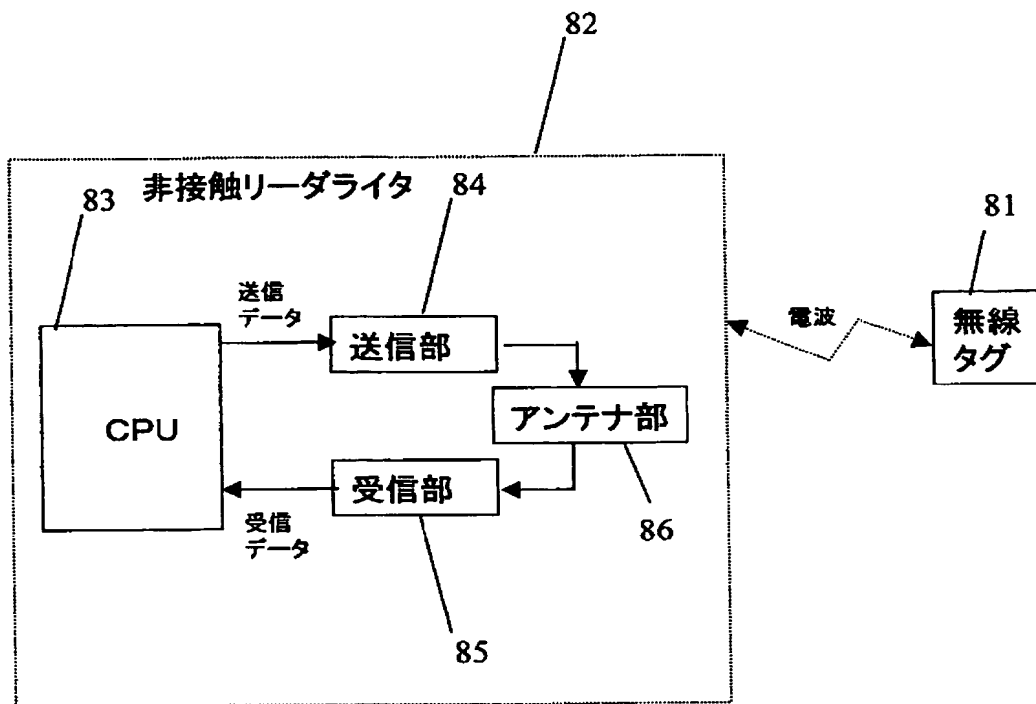 82
非接触リーダライタ
83
84
81
送信
データ
送信部
電波
無線
タグ
CPU
アンテナ部
受信部
受信
データ
86
85